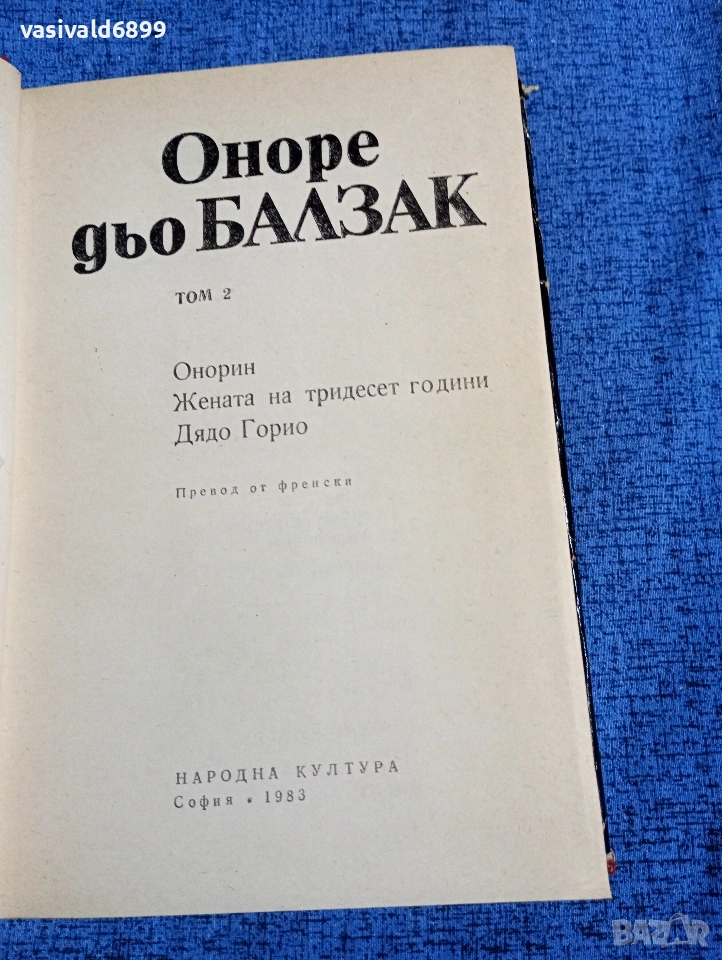 vasivald6899
Оноре
дьо БАЛЗАК
ТОМ 2
Онорин
Жената на тридесет години
Дядо Горио
Превод от френски
НАРОДНА КУЛТУРА
София • 1983
BAZAR